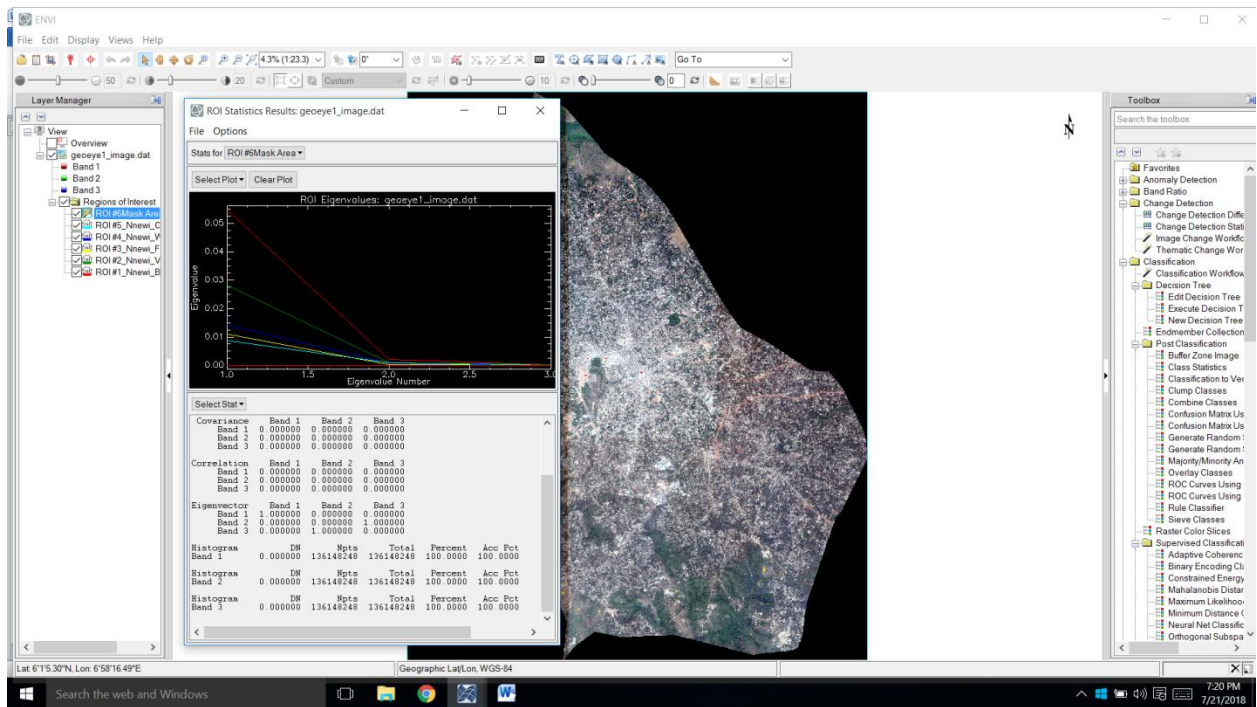 ENVI
File Edit Display Views Help
43% (1:23.3) 0° Go To
50 20 Custom 10 0
Layer Manager
View
Overview
geoeye1_image.dat
Band 1
Band 2
Band 3
Regions of Interest
ROI #6Mask Area
ROI #5_Nnewi_C
ROI #4_Nnewi_W
ROI #3_Nnewi_F
ROI #2_Nnewi_V
ROI #1_Nnewi_B
ROI Statistics Results: geoeye1_image.dat
File Options
Stats for ROI #6Mask Area
Select Plot Clear Plot
ROI Eigenvalues: geoeye1_image.dat
Eigenvalue
0.05
0.04
0.03
0.02
0.01
0.00
1.0 1.5 2.0 2.5 3.0
Eigenvalue Number
Select Stat
Covariance Band 1 Band 2 Band 3
Band 1 0.000000 0.000000 0.000000
Band 2 0.000000 0.000000 0.000000
Band 3 0.000000 0.000000 0.000000
Correlation Band 1 Band 2 Band 3
Band 1 0.000000 0.000000 0.000000
Band 2 0.000000 0.000000 0.000000
Band 3 0.000000 0.000000 0.000000
Eigenvector Band 1 Band 2 Band 3
Band 1 1.000000 0.000000 0.000000
Band 2 0.000000 0.000000 1.000000
Band 3 0.000000 1.000000 0.000000
Histogram DN Npts Total Percent Acc Pct
Band 1 0.000000 136148248 136148248 100.0000 100.0000
Histogram DN Npts Total Percent Acc Pct
Band 2 0.000000 136148248 136148248 100.0000 100.0000
Histogram DN Npts Total Percent Acc Pct
Band 3 0.000000 136148248 136148248 100.0000 100.0000
N
Toolbox
Search the toolbox
Favorites
Anomaly Detection
Band Ratio
Change Detection
Change Detection Diffe
Change Detection Stati
Image Change Workflo
Thematic Change Wor
Classification
Classification Workflow
Decision Tree
Edit Decision Tree
Execute Decision T
New Decision Tree
Endmember Collection
Post Classification
Buffer Zone Image
Class Statistics
Classification to Vec
Clump Classes
Combine Classes
Confusion Matrix Us
Confusion Matrix Us
Generate Random
Generate Random
Majority/Minority An
Overlay Classes
ROC Curves Using
ROC Curves Using
Rule Classifier
Sieve Classes
Raster Color Slices
Supervised Classificati
Adaptive Coherenc
Binary Encoding Cla
Constrained Energy
Mahalanobis Distar
Maximum Likelihoo
Minimum Distance
Neural Net Classific
Orthogonal Subspa
Lat: 6°1'5.30"N, Lon: 6°58'16.49"E
Geographic Lat/Lon, WGS-84
Search the web and Windows
7:20 PM
7/21/2018